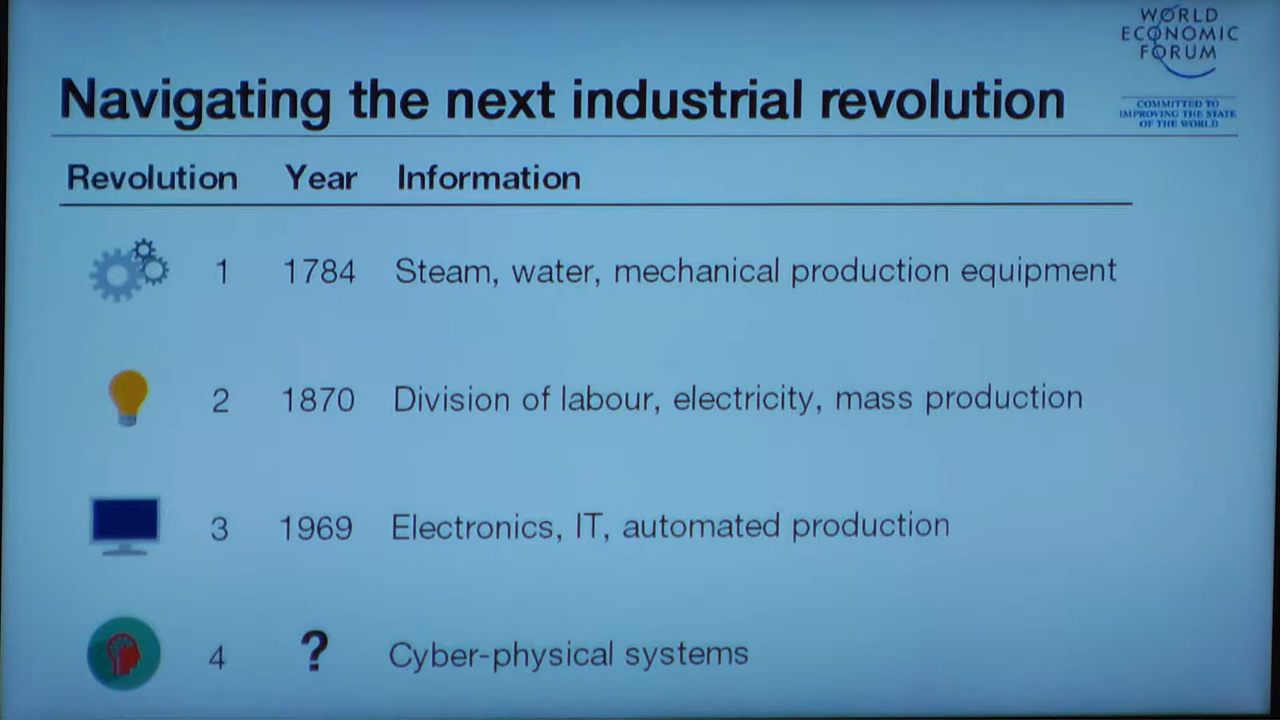 WORLD
ECONOMIC
FORUM
COMMITTED TO
IMPROVING THE STATE
OF THE WORLD
Navigating the next industrial revolution
Revolution Year Information
1 1784 Steam, water, mechanical production equipment
2 1870 Division of labour, electricity, mass production
3 1969 Electronics, IT, automated production
4 ? Cyber-physical systems